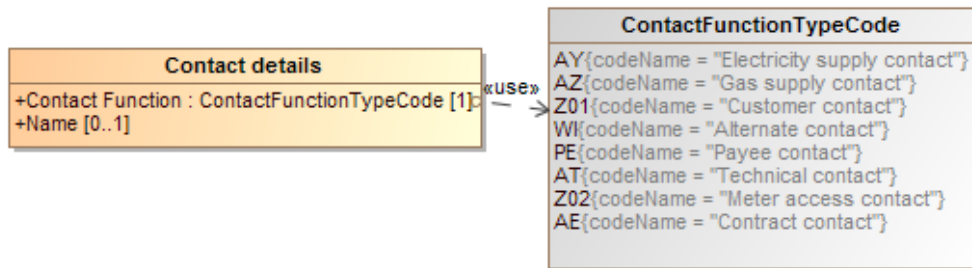 Contact details
+Contact Function : ContactFunctionTypeCode [1]
+Name [0..1]
«use»
ContactFunctionTypeCode
AY{codeName = "Electricity supply contact"}
AZ{codeName = "Gas supply contact"}
Z01{codeName = "Customer contact"}
WI{codeName = "Alternate contact"}
PE{codeName = "Payee contact"}
AT{codeName = "Technical contact"}
Z02{codeName = "Meter access contact"}
AE{codeName = "Contract contact"}